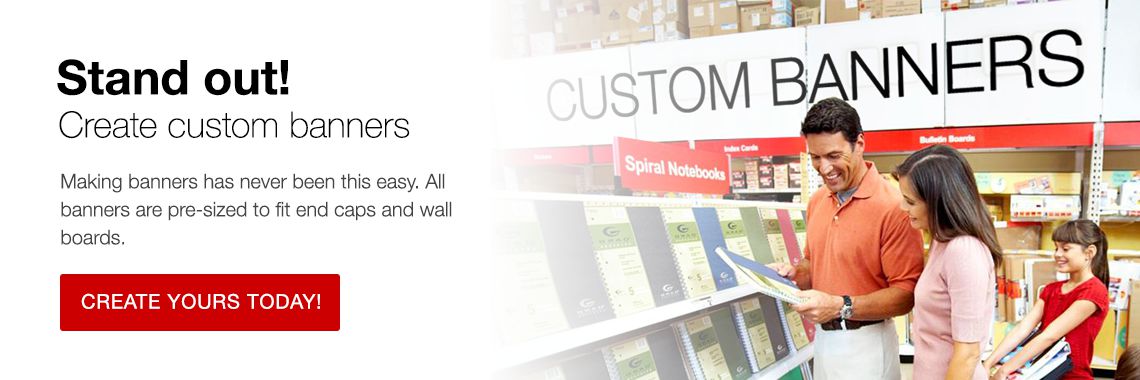 Stand out!
Create custom banners
Making banners has never been this easy. All
banners are pre-sized to fit end caps and wall
boards.
CREATE YOURS TODAY!
CUSTOM BANNERS
Spiral Notebooks
Index Cards
Bulletin Boards